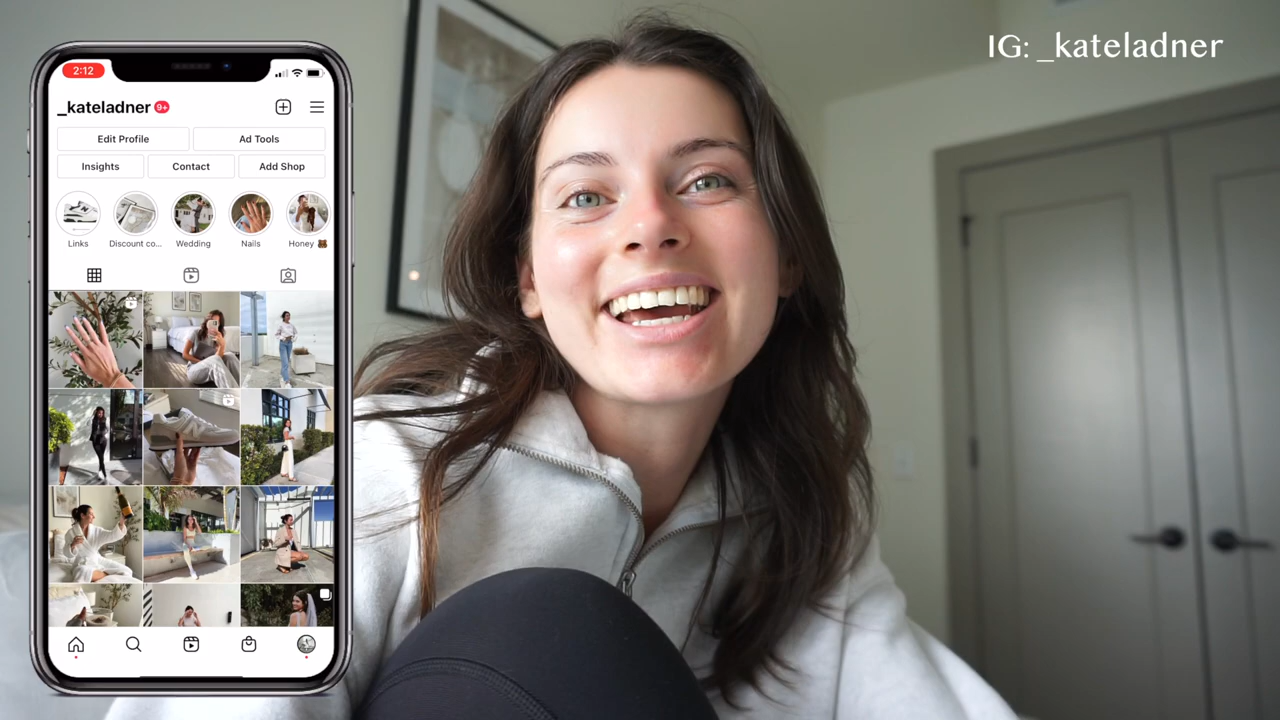 IG: _kateladner
2:12
_kateladner 9+
Edit Profile
Ad Tools
Insights
Contact
Add Shop
Links
Discount co...
Wedding
Nails
Honey 🐻